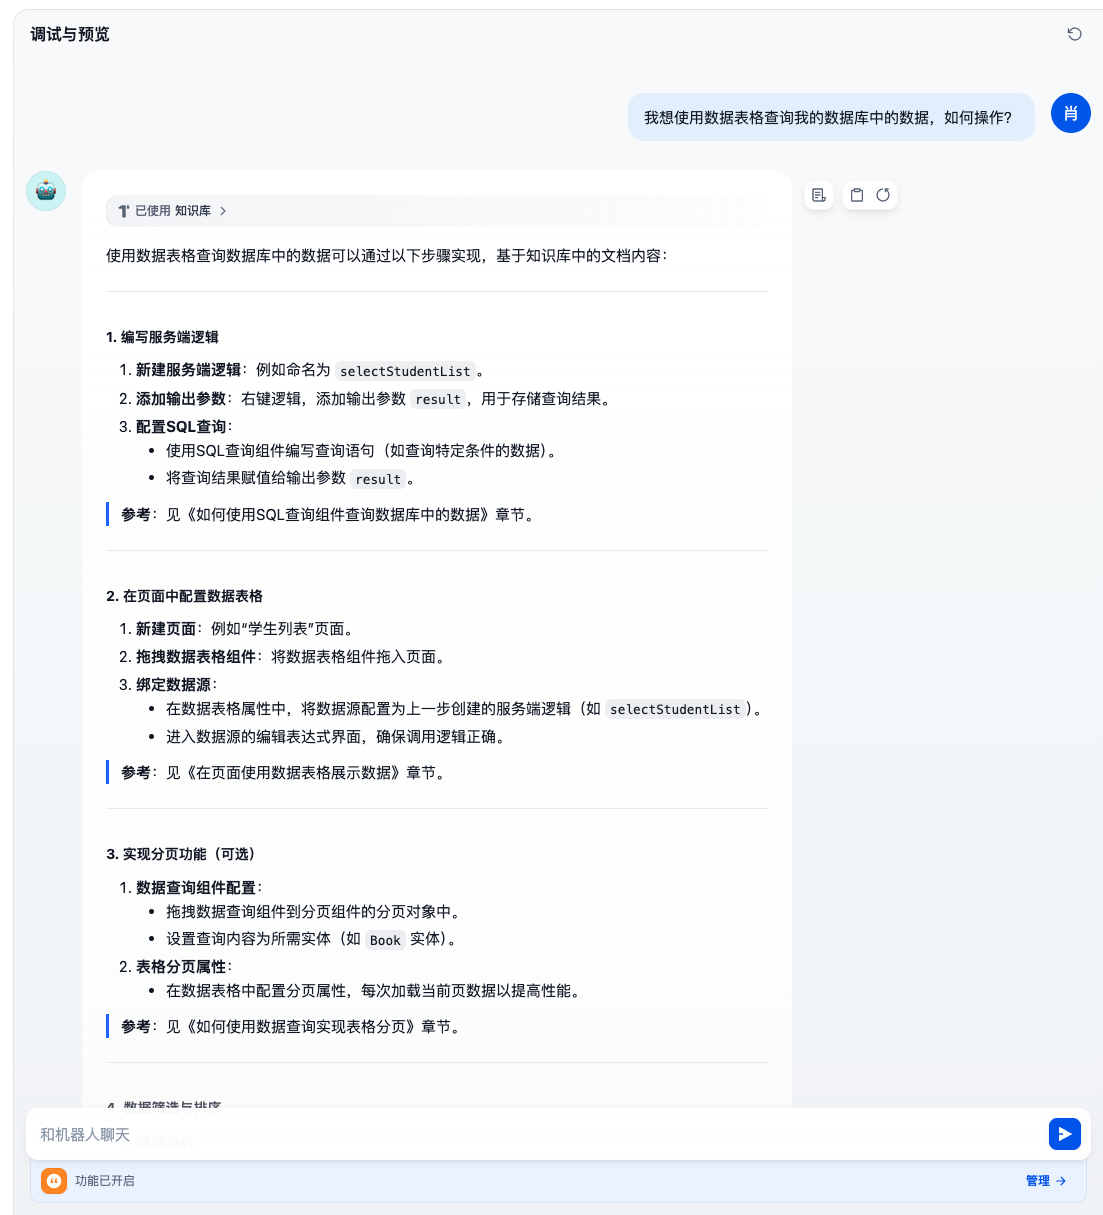 调试与预览
我想使用数据表格查询我的数据库中的数据，如何操作？
肖
已使用 知识库
使用数据表格查询数据库中的数据可以通过以下步骤实现，基于知识库中的文档内容：
1. 编写服务端逻辑
1. 新建服务端逻辑：例如命名为 selectStudentList 。
2. 添加输出参数：右键逻辑，添加输出参数 result ，用于存储查询结果。
3. 配置SQL查询：
• 使用SQL查询组件编写查询语句（如查询特定条件的数据）。
• 将查询结果赋值给输出参数 result 。
参考：见《如何使用SQL查询组件查询数据库中的数据》章节。
2. 在页面中配置数据表格
1. 新建页面：例如“学生列表”页面。
2. 拖拽数据表格组件：将数据表格组件拖入页面。
3. 绑定数据源：
• 在数据表格属性中，将数据源配置为上一步创建的服务端逻辑（如 selectStudentList ）。
• 进入数据源的编辑表达式界面，确保调用逻辑正确。
参考：见《在页面使用数据表格展示数据》章节。
3. 实现分页功能（可选）
1. 数据查询组件配置：
• 拖拽数据查询组件到分页组件的分页对象中。
• 设置查询内容为所需实体（如 Book 实体）。
2. 表格分页属性：
• 在数据表格中配置分页属性，每次加载当前页数据以提高性能。
参考：见《如何使用数据查询实现表格分页》章节。
4. 数据筛选与排序
和机器人聊天
功能已开启
管理